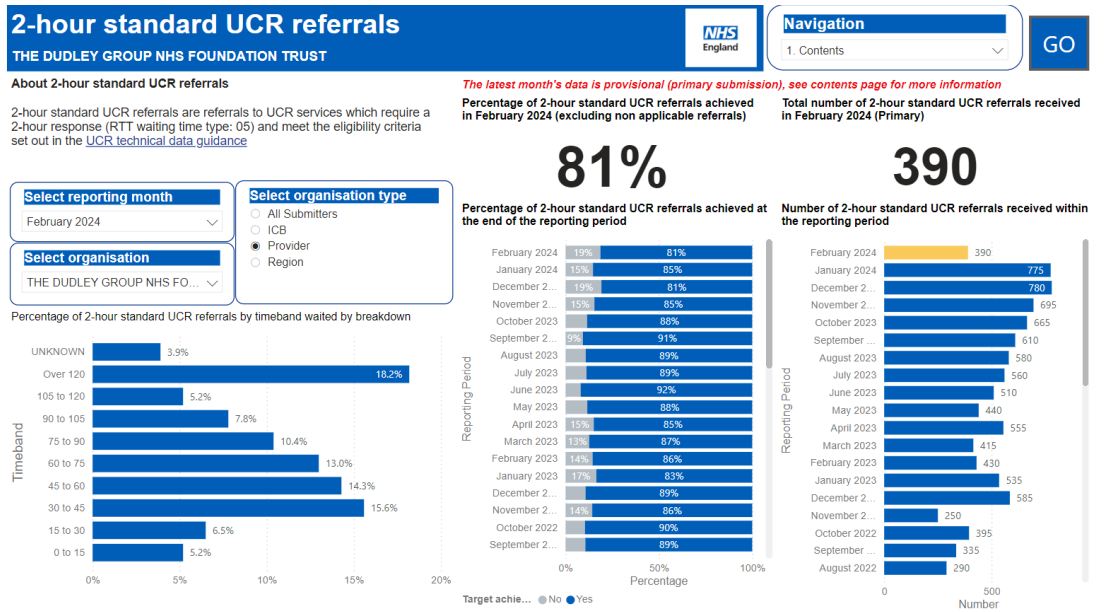 2-hour standard UCR referrals
THE DUDLEY GROUP NHS FOUNDATION TRUST
NHS
England
Navigation
1. Contents
GO
About 2-hour standard UCR referrals
2-hour standard UCR referrals are referrals to UCR services which require a
2-hour response (RTT waiting time type: 05) and meet the eligibility criteria
set out in the UCR technical data guidance
The latest month's data is provisional (primary submission), see contents page for more information
Percentage of 2-hour standard UCR referrals achieved
in February 2024 (excluding non applicable referrals)
81%
Total number of 2-hour standard UCR referrals received
in February 2024 (Primary)
390
Select reporting month
February 2024
Select organisation
THE DUDLEY GROUP NHS FO...
Select organisation type
All Submitters
ICB
Provider
Region
Percentage of 2-hour standard UCR referrals by timeband waited by breakdown
Timeband
UNKNOWN 3.9%
Over 120 18.2%
105 to 120 5.2%
90 to 105 7.8%
75 to 90 10.4%
60 to 75 13.0%
45 to 60 14.3%
30 to 45 15.6%
15 to 30 6.5%
0 to 15 5.2%
0% 5% 10% 15% 20%
Percentage of 2-hour standard UCR referrals achieved at
the end of the reporting period
Reporting Period
February 2024 19% 81%
January 2024 15% 85%
December 2... 19% 81%
November 2... 15% 85%
October 2023 88%
September 2... 9% 91%
August 2023 89%
July 2023 89%
June 2023 92%
May 2023 88%
April 2023 15% 85%
March 2023 13% 87%
February 2023 14% 86%
January 2023 17% 83%
December 2... 89%
November 2... 14% 86%
October 2022 90%
September 2... 89%
0% 50% 100%
Percentage
Target achie... No Yes
Number of 2-hour standard UCR referrals received within
the reporting period
Reporting Period
February 2024 390
January 2024 775
December 2... 780
November 2... 695
October 2023 665
September ... 610
August 2023 580
July 2023 560
June 2023 510
May 2023 440
April 2023 555
March 2023 415
February 2023 430
January 2023 535
December 2... 585
November 2... 250
October 2022 395
September ... 335
August 2022 290
0 500
Number